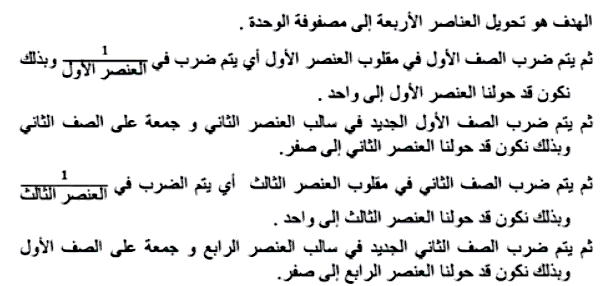 الهدف هو تحويل العناصر الأربعة إلى مصفوفة الوحدة .
ثم يتم ضرب الصف الأول في مقلوب العنصر الأول أي يتم ضرب في 1/العنصر الأول وبذلك
نكون قد حولنا العنصر الأول إلى واحد .
ثم يتم ضرب الصف الأول الجديد في سالب العنصر الثاني و جمعة على الصف الثاني
وبذلك نكون قد حولنا العنصر الثاني إلى صفر.
ثم يتم ضرب الصف الثاني في مقلوب العنصر الثالث أي يتم الضرب في 1/العنصر الثالث
وبذلك نكون قد حولنا العنصر الثالث إلى واحد .
ثم يتم ضرب الصف الثاني الجديد في سالب العنصر الرابع و جمعة على الصف الأول
وبذلك نكون قد حولنا العنصر الرابع إلى صفر.